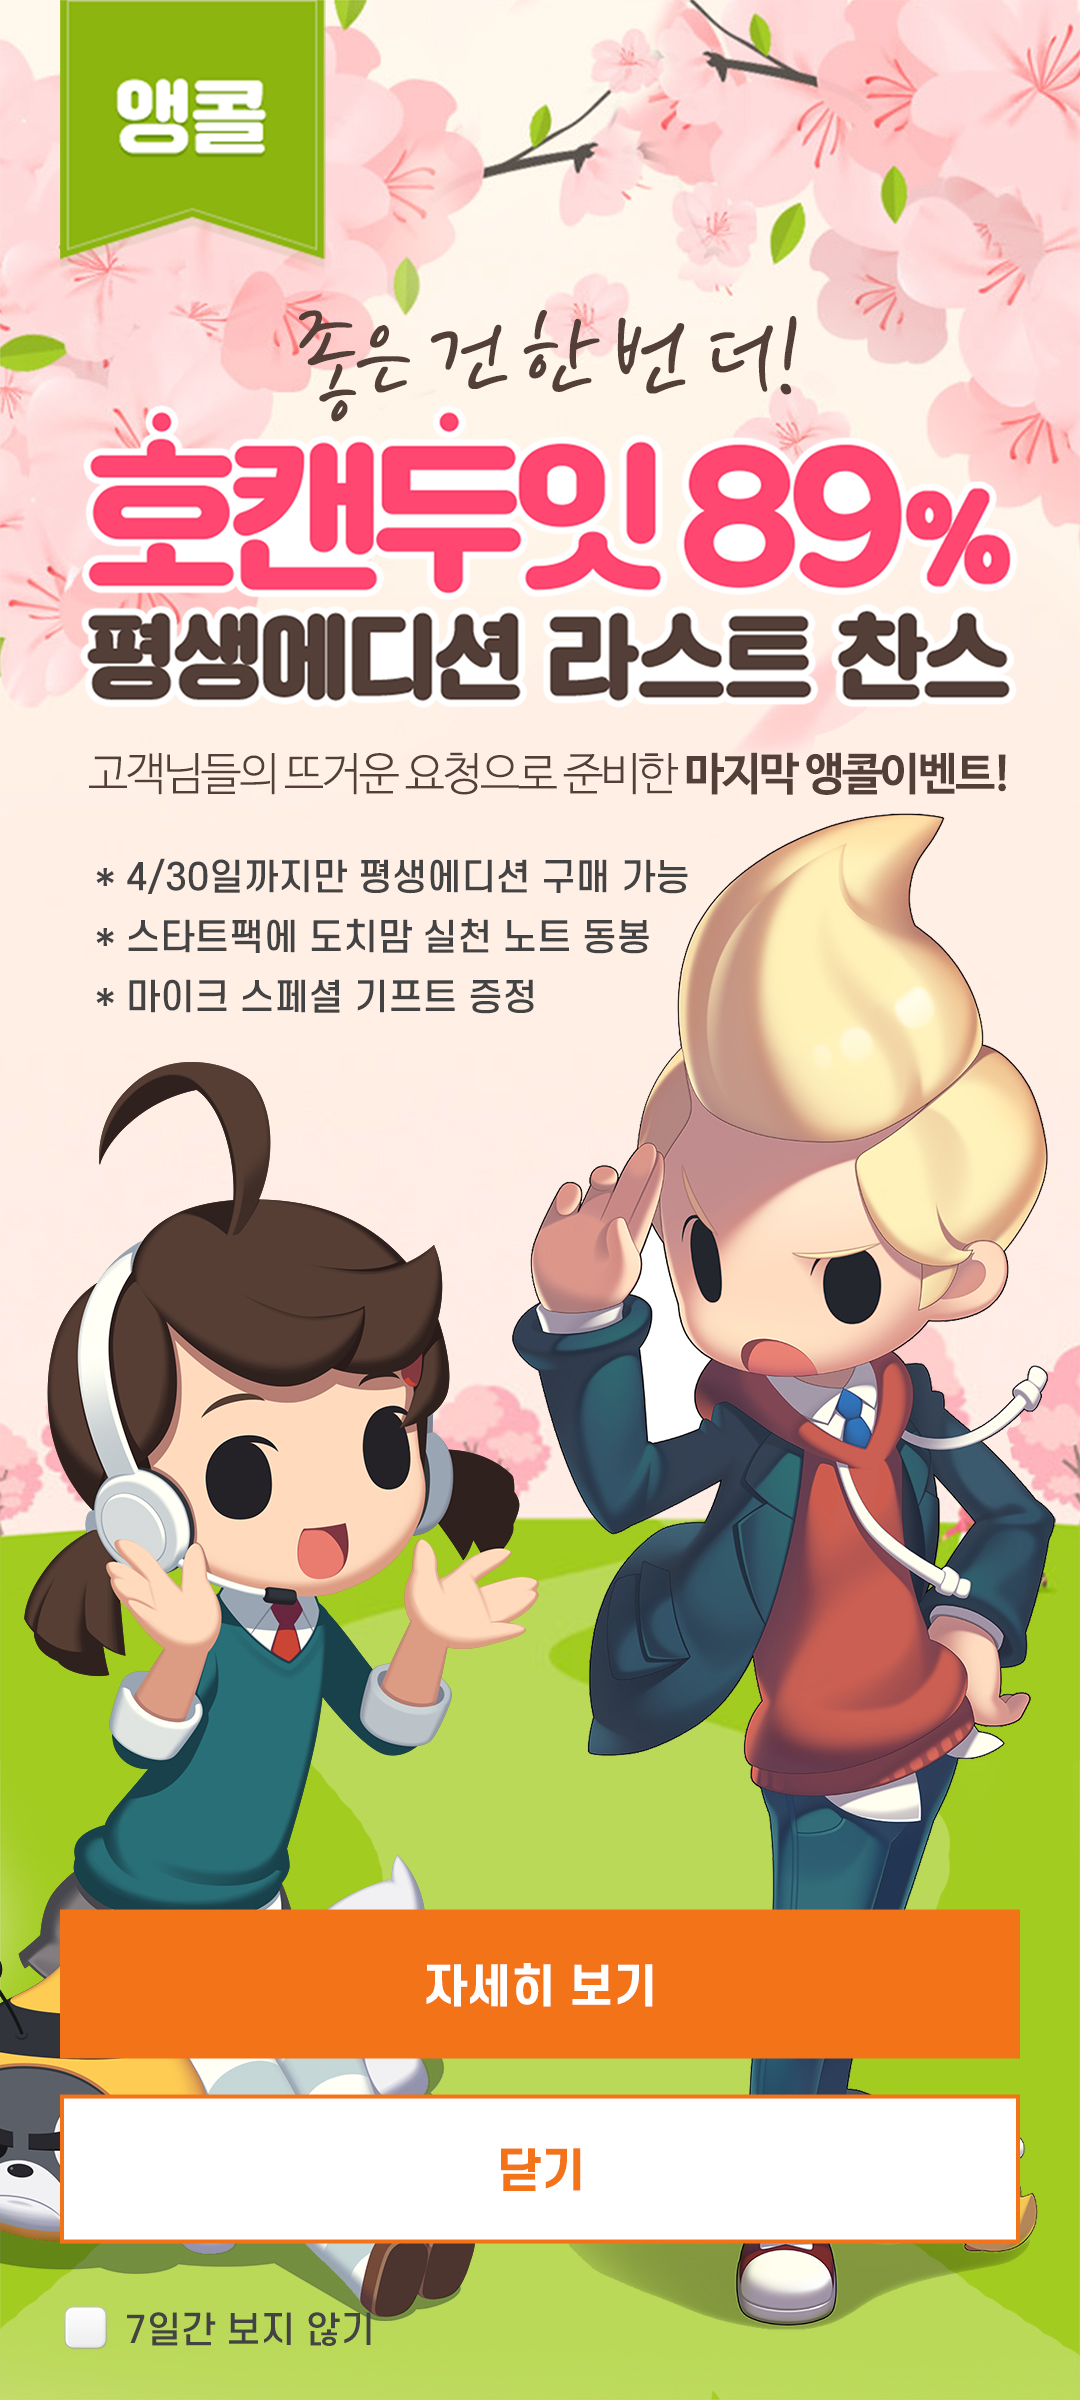 앵콜
좋은 건 한 번 더!
호캔두잇 89%
평생에디션 라스트 찬스
고객님들의 뜨거운 요청으로 준비한 마지막 앵콜이벤트!
* 4/30일까지만 평생에디션 구매 가능
* 스타트팩에 도치맘 실천 노트 동봉
* 마이크 스페셜 기프트 증정
자세히 보기
닫기
7일간 보지 않기